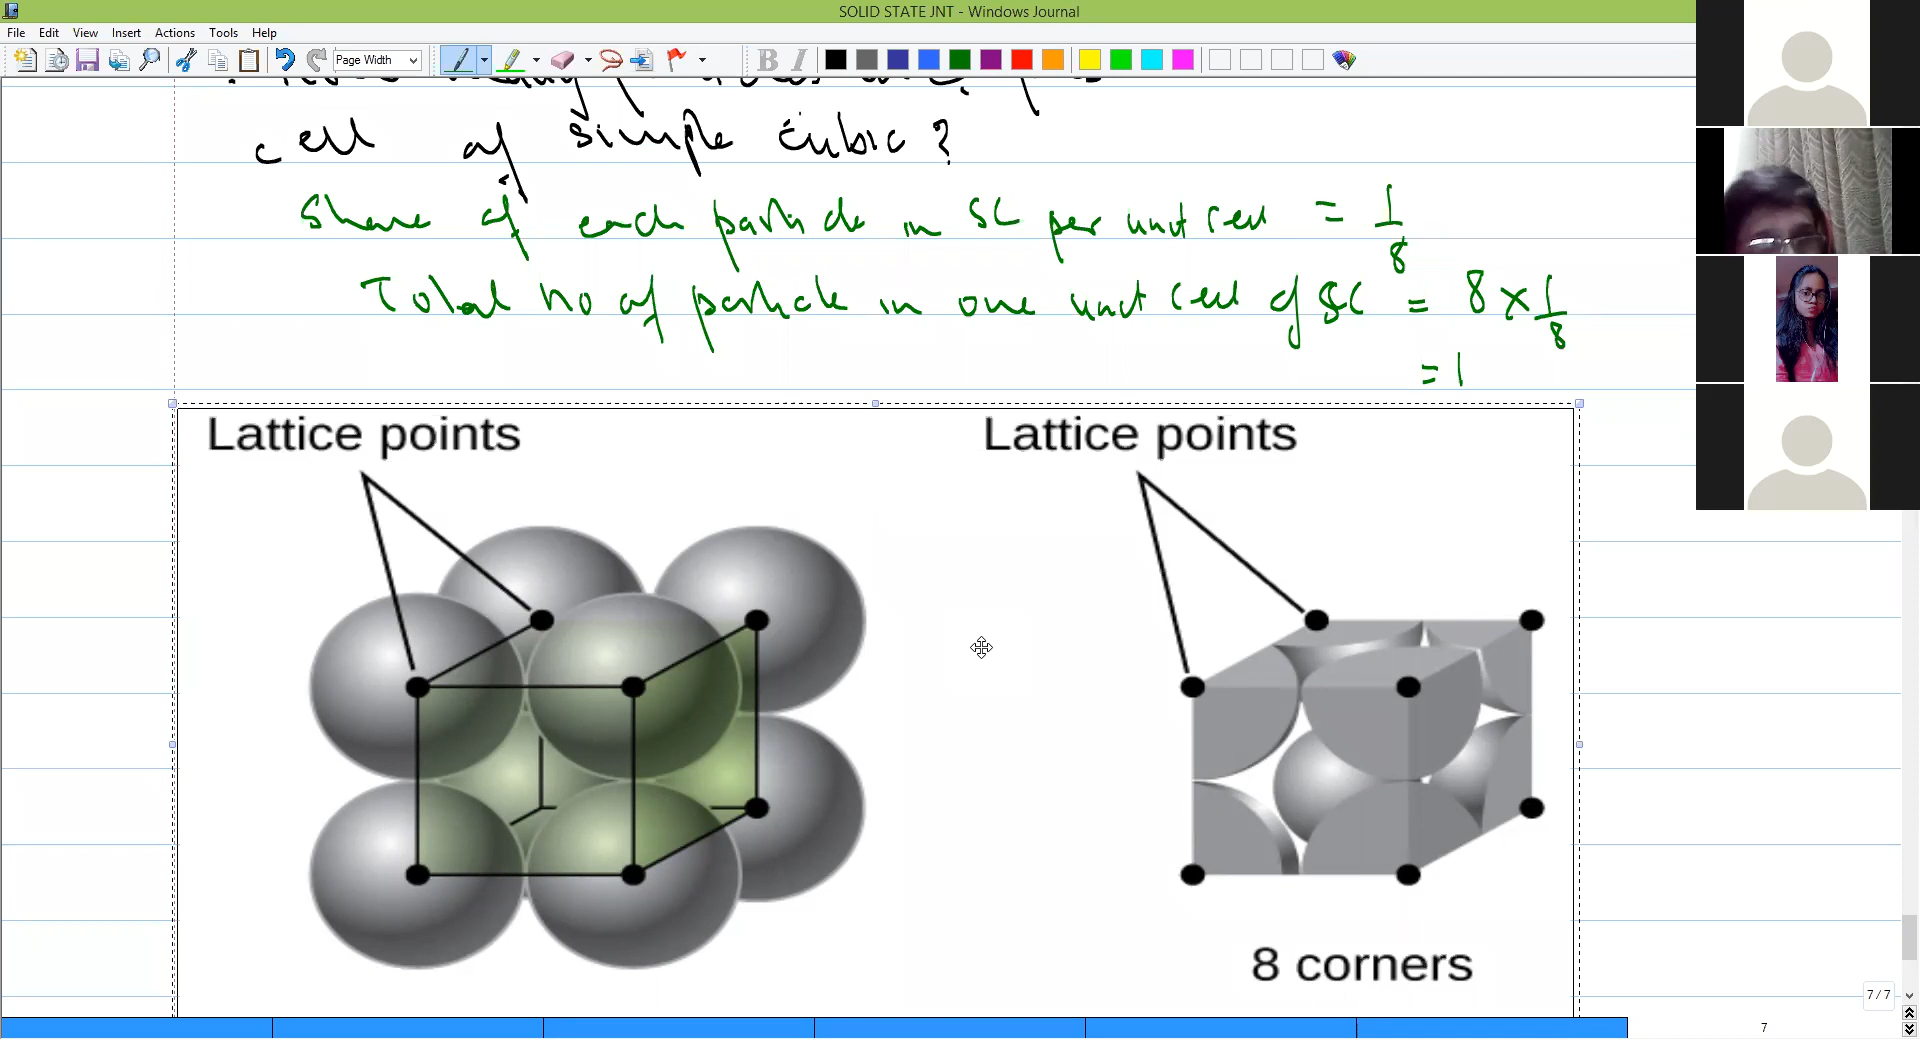 SOLID STATE JNT - Windows Journal
File Edit View Insert Actions Tools Help
Page Width
B I
cell of simple cubic?
Share of each particle in SC per unit cell = 1/8
Total no of particle in one unit cell of SC = 8 × 1/8
= 1
Lattice points
Lattice points
8 corners
7 / 7
7